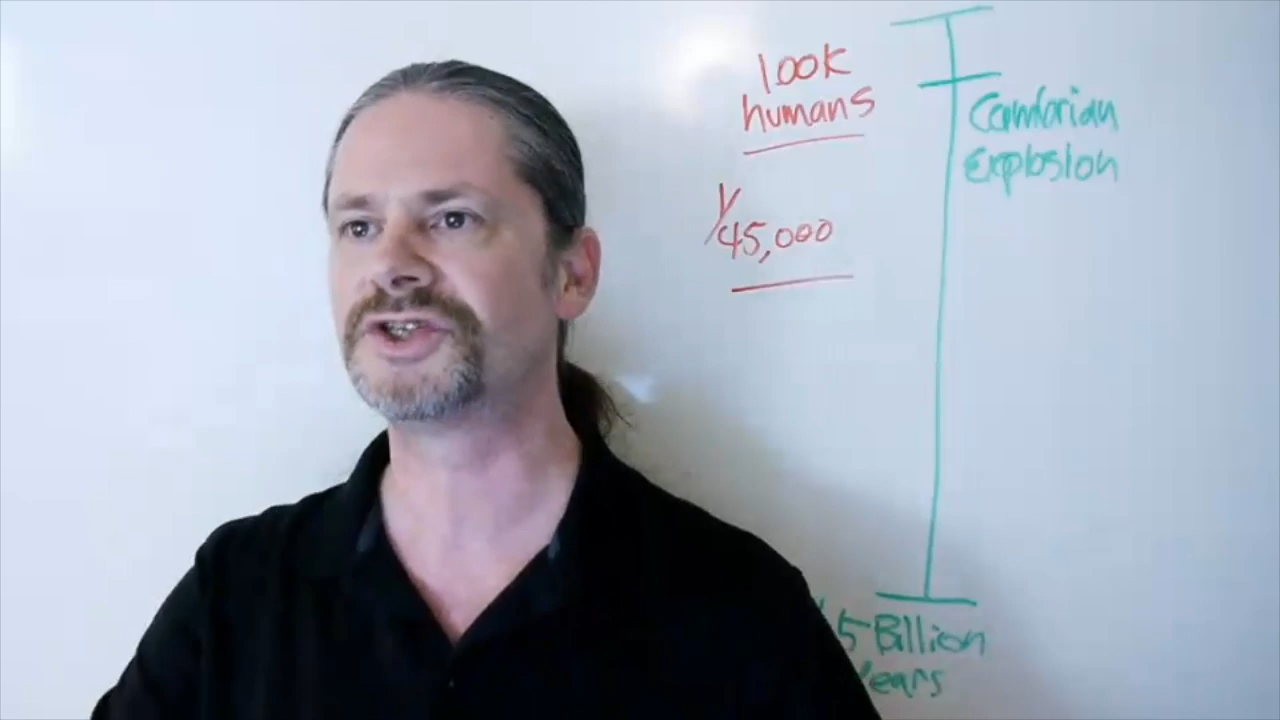 100K
humans
1/45,000
Cambrian
Explosion
5 Billion
Years